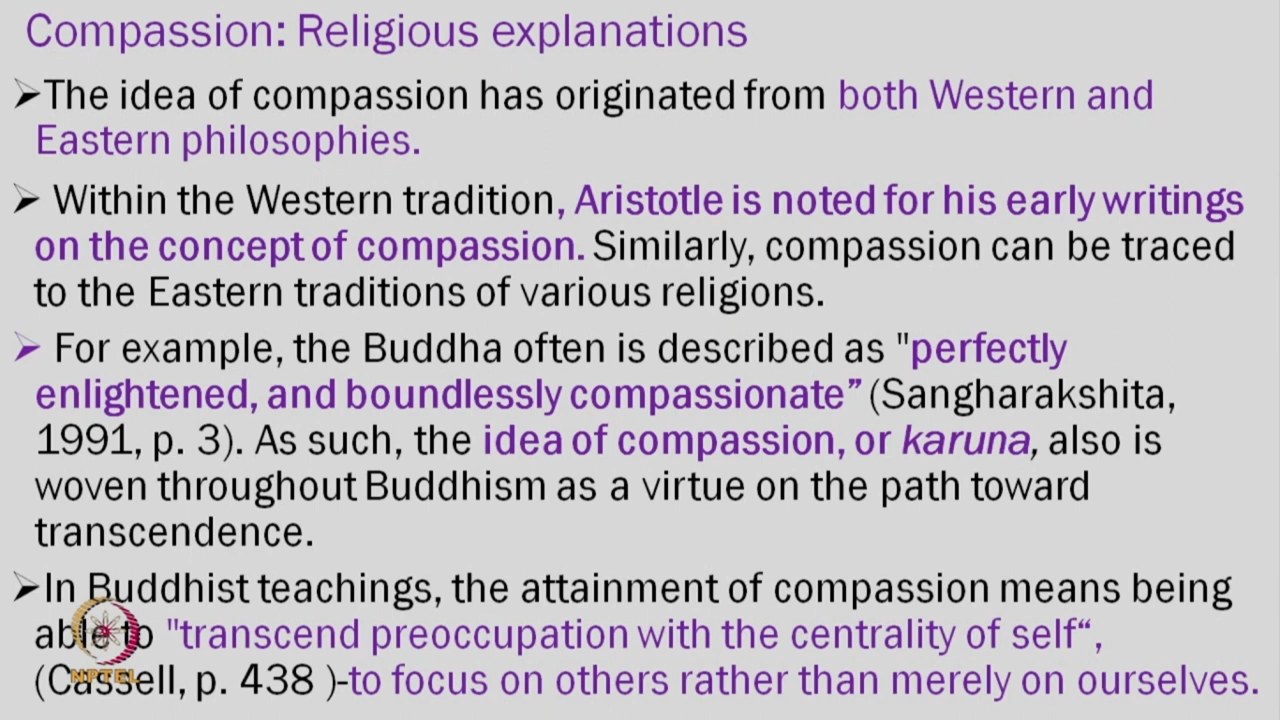 Compassion: Religious explanations
➢The idea of compassion has originated from both Western and
Eastern philosophies.
➢ Within the Western tradition, Aristotle is noted for his early writings
on the concept of compassion. Similarly, compassion can be traced
to the Eastern traditions of various religions.
➢ For example, the Buddha often is described as "perfectly
enlightened, and boundlessly compassionate” (Sangharakshita,
1991, p. 3). As such, the idea of compassion, or karuna, also is
woven throughout Buddhism as a virtue on the path toward
transcendence.
➢In Buddhist teachings, the attainment of compassion means being
able to "transcend preoccupation with the centrality of self“,
(Cassell, p. 438 )-to focus on others rather than merely on ourselves.
NPTEL